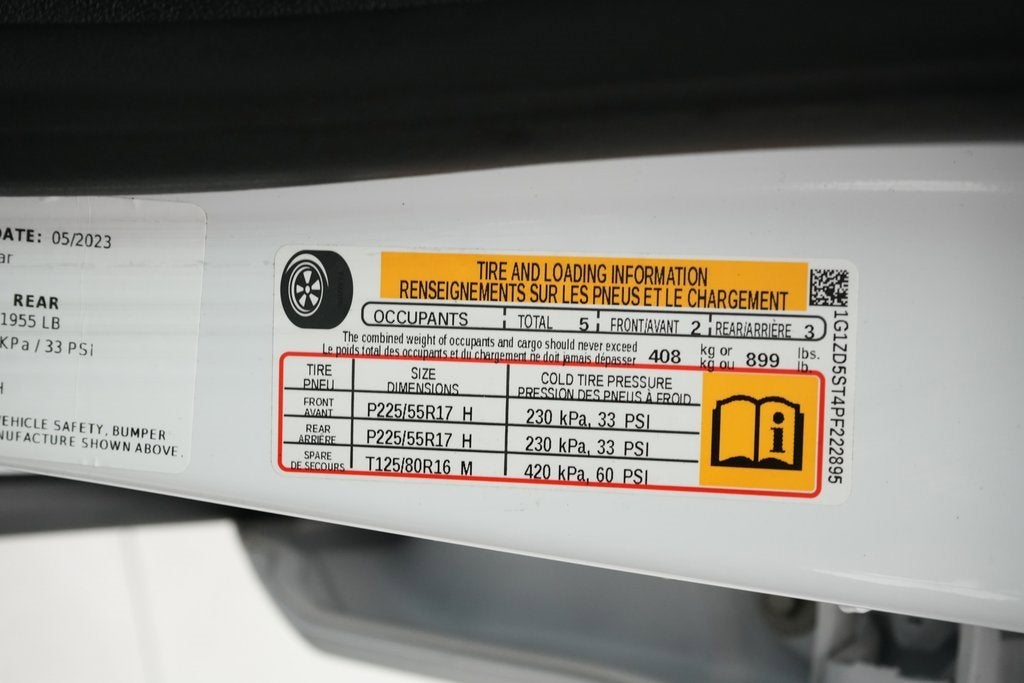 DATE: 05/2023
ar
REAR
1955 LB
KPa / 33 PSi
H
VEHICLE SAFETY, BUMPER
NUFACTURE SHOWN ABOVE.
TIRE AND LOADING INFORMATION
RENSEIGNEMENTS SUR LES PNEUS ET LE CHARGEMENT
OCCUPANTS TOTAL 5 FRONT/AVANT 2 REAR/ARRIÈRE 3
The combined weight of occupants and cargo should never exceed 408 kg or 899 lbs.
Le poids total des occupants et du chargement ne doit jamais dépasser kg ou lb.
TIRE SIZE COLD TIRE PRESSURE
PNEU DIMENSIONS PRESSION DES PNEUS À FROID
FRONT
AVANT P225/55R17 H 230 kPa, 33 PSI
REAR
ARRIÈRE P225/55R17 H 230 kPa, 33 PSI
SPARE
DE SECOURS T125/80R16 M 420 kPa, 60 PSI
i
1G1ZD5ST4PF222895